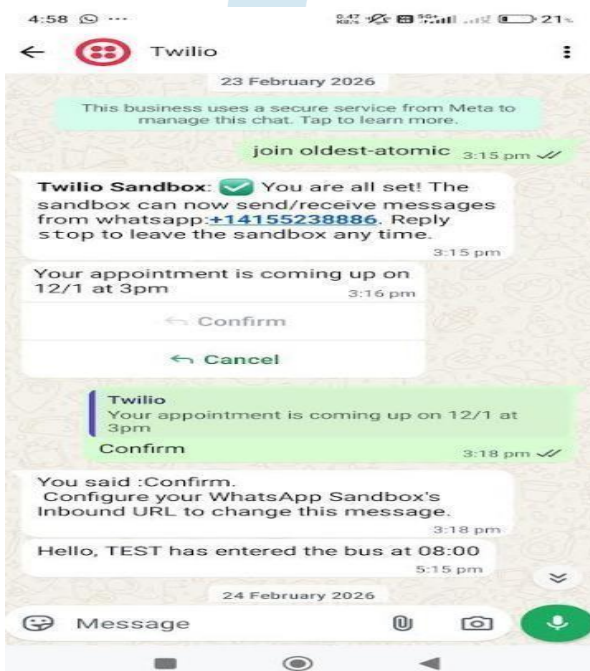 4:58 ... 0.47 KB/s 5G+ 21%
Twilio
23 February 2026
This business uses a secure service from Meta to
manage this chat. Tap to learn more.
join oldest-atomic 3:15 pm
Twilio Sandbox: ✅ You are all set! The
sandbox can now send/receive messages
from whatsapp:+14155238886. Reply
stop to leave the sandbox any time.
3:15 pm
Your appointment is coming up on
12/1 at 3pm 3:16 pm
Confirm
Cancel
Twilio
Your appointment is coming up on 12/1 at
3pm
Confirm 3:18 pm
You said :Confirm.
Configure your WhatsApp Sandbox's
Inbound URL to change this message.
3:18 pm
Hello, TEST has entered the bus at 08:00
5:15 pm
24 February 2026
Message